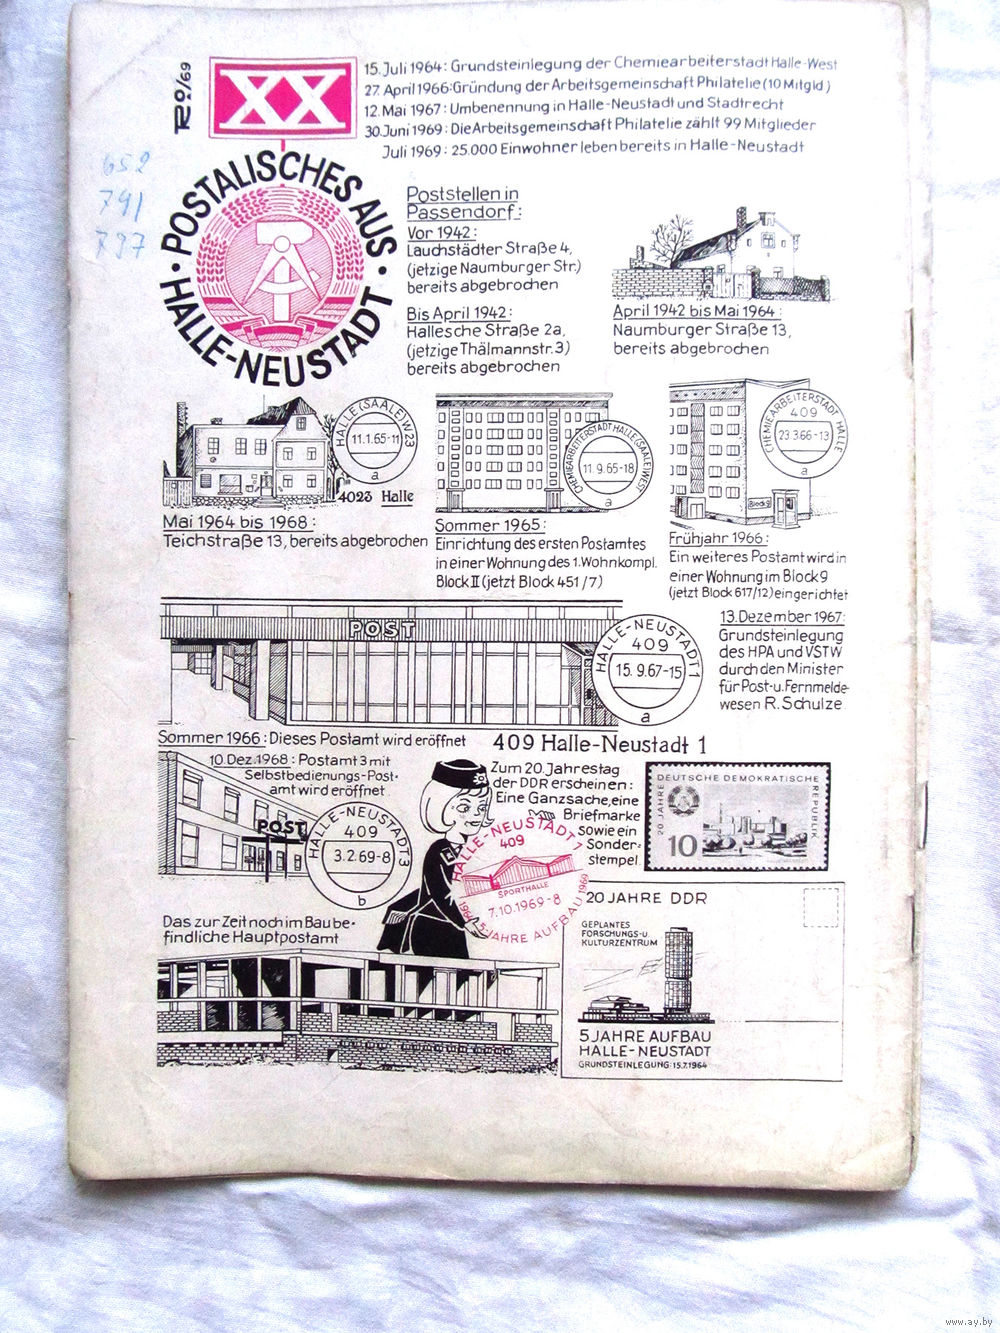 Ro./69
XX
15. Juli 1964: Grundsteinlegung der Chemiearbeiterstadt Halle-West
27. April 1966: Gründung der Arbeitsgemeinschaft Philatelie (10 Mitgld)
12. Mai 1967: Umbenennung in Halle-Neustadt und Stadtrecht
30. Juni 1969: Die Arbeitsgemeinschaft Philatelie zählt 99 Mitglieder
Juli 1969: 25.000 Einwohner leben bereits in Halle-Neustadt
652
791
797
• POSTALISCHES AUS •
HALLE-NEUSTADT
Poststellen in
Passendorf:
Vor 1942:
Lauchstädter Straße 4,
(jetzige Naumburger Str.)
bereits abgebrochen
Bis April 1942:
Hallesche Straße 2a,
(jetzige Thälmannstr. 3)
bereits abgebrochen
April 1942 bis Mai 1964:
Naumburger Straße 13,
bereits abgebrochen
HALLE (SAALE) W23
11.1.65-11
a
4023 Halle
Mai 1964 bis 1968:
Teichstraße 13, bereits abgebrochen
CHEMIEARBEITERSTADT HALLE (SAALE) WEST
11.9.65-18
a
Sommer 1965:
Einrichtung des ersten Postamtes
in einer Wohnung des 1. Wohnkompl.
Block II (jetzt Block 451/7)
CHEMIEARBEITERSTADT HALLE
409
23.3.66-13
a
Block 9
Frühjahr 1966:
Ein weiteres Postamt wird in
einer Wohnung im Block 9
(jetzt Block 617/12) eingerichtet
POST
HALLE-NEUSTADT 1
409
15.9.67-15
a
13. Dezember 1967:
Grundsteinlegung
des HPA und VSTW
durch den Minister
für Post- u. Fernmelde-
wesen R. Schulze
Sommer 1966: Dieses Postamt wird eröffnet
409 Halle-Neustadt 1
10. Dez. 1968: Postamt 3 mit
Selbstbedienungs-Post-
amt wird eröffnet.
POST
HALLE-NEUSTADT 3
409
3.2.69-8
b
Zum 20. Jahrestag
der DDR erscheinen:
Eine Ganzsache, eine
Briefmarke
sowie ein
Sonder-
stempel
HALLE-NEUSTADT 1
409
SPORTHALLE
7.10.1969-8
1964 5 JAHRE AUFBAU 1969
DEUTSCHE DEMOKRATISCHE
REPUBLIK
20 JAHRE
10
Das zur Zeit noch im Bau be-
findliche Hauptpostamt
20 JAHRE DDR
GEPLANTES
FORSCHUNGS- U.
KULTURZENTRUM
5 JAHRE AUFBAU
HALLE-NEUSTADT
GRUNDSTEINLEGUNG 15.7.1964
www.ay.by